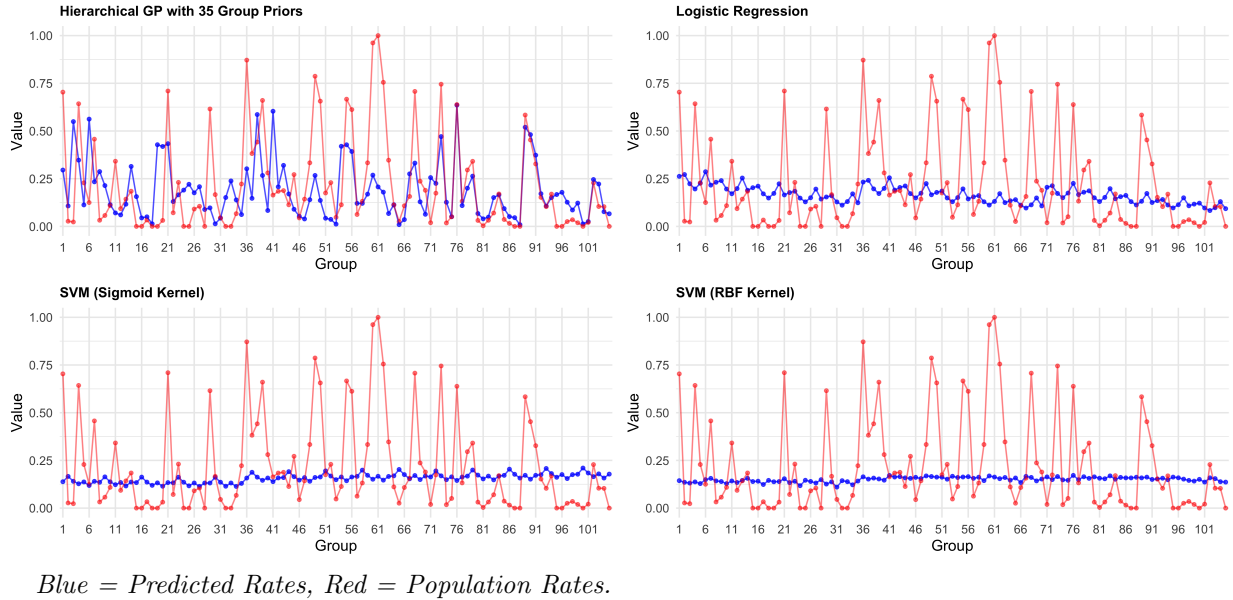 Hierarchical GP with 35 Group Priors
1.00
0.75
0.50
0.25
0.00
Value
1 6 11 16 21 26 31 36 41 46 51 56 61 66 71 76 81 86 91 96 101
Group
Logistic Regression
1.00
0.75
0.50
0.25
0.00
Value
1 6 11 16 21 26 31 36 41 46 51 56 61 66 71 76 81 86 91 96 101
Group
SVM (Sigmoid Kernel)
1.00
0.75
0.50
0.25
0.00
Value
1 6 11 16 21 26 31 36 41 46 51 56 61 66 71 76 81 86 91 96 101
Group
SVM (RBF Kernel)
1.00
0.75
0.50
0.25
0.00
Value
1 6 11 16 21 26 31 36 41 46 51 56 61 66 71 76 81 86 91 96 101
Group
Blue = Predicted Rates, Red = Population Rates.